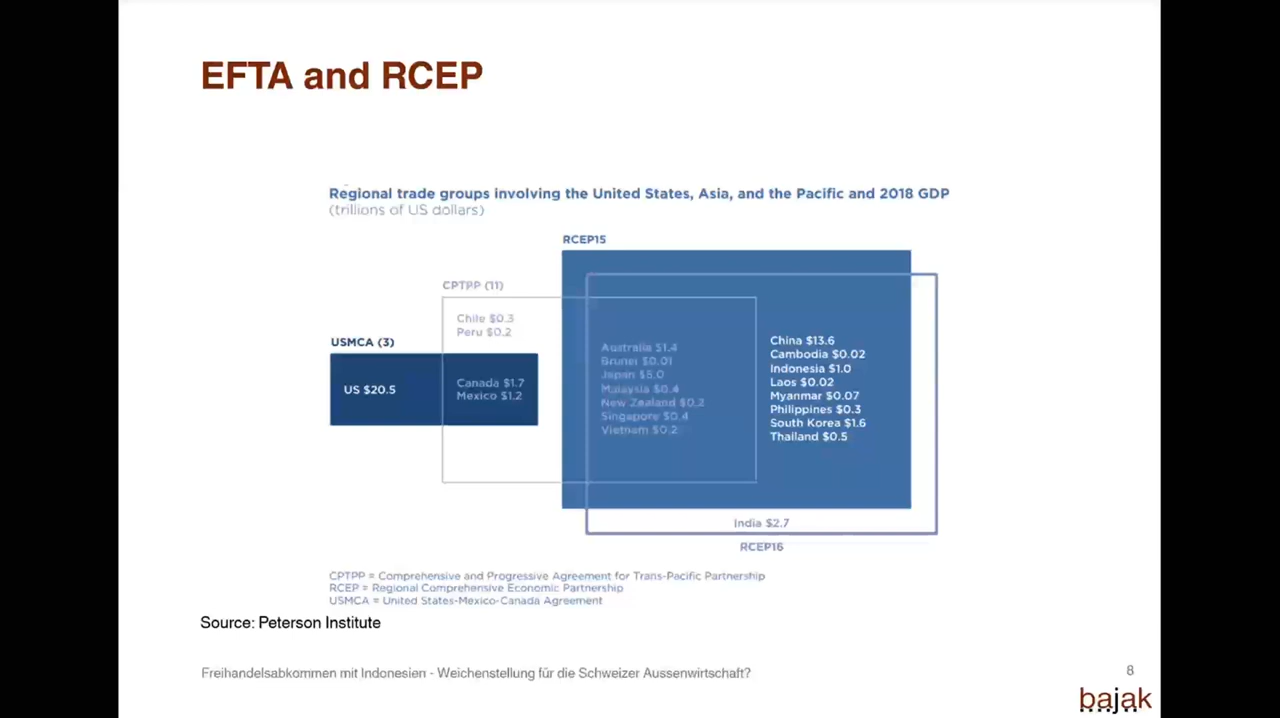 EFTA and RCEP
Regional trade groups involving the United States, Asia, and the Pacific and 2018 GDP
(trillions of US dollars)
RCEP15
CPTPP (11)
Chile $0.3
Peru $0.2
USMCA (3)
US $20.5
Canada $1.7
Mexico $1.2
Australia $1.4
Brunei $0.01
Japan $5.0
Malaysia $0.4
New Zealand $0.2
Singapore $0.4
Vietnam $0.2
China $13.6
Cambodia $0.02
Indonesia $1.0
Laos $0.02
Myanmar $0.07
Philippines $0.3
South Korea $1.6
Thailand $0.5
India $2.7
RCEP16
CPTPP = Comprehensive and Progressive Agreement for Trans-Pacific Partnership
RCEP = Regional Comprehensive Economic Partnership
USMCA = United States-Mexico-Canada Agreement
Source: Peterson Institute
Freihandelsabkommen mit Indonesien - Weichenstellung für die Schweizer Aussenwirtschaft?
8
bajak